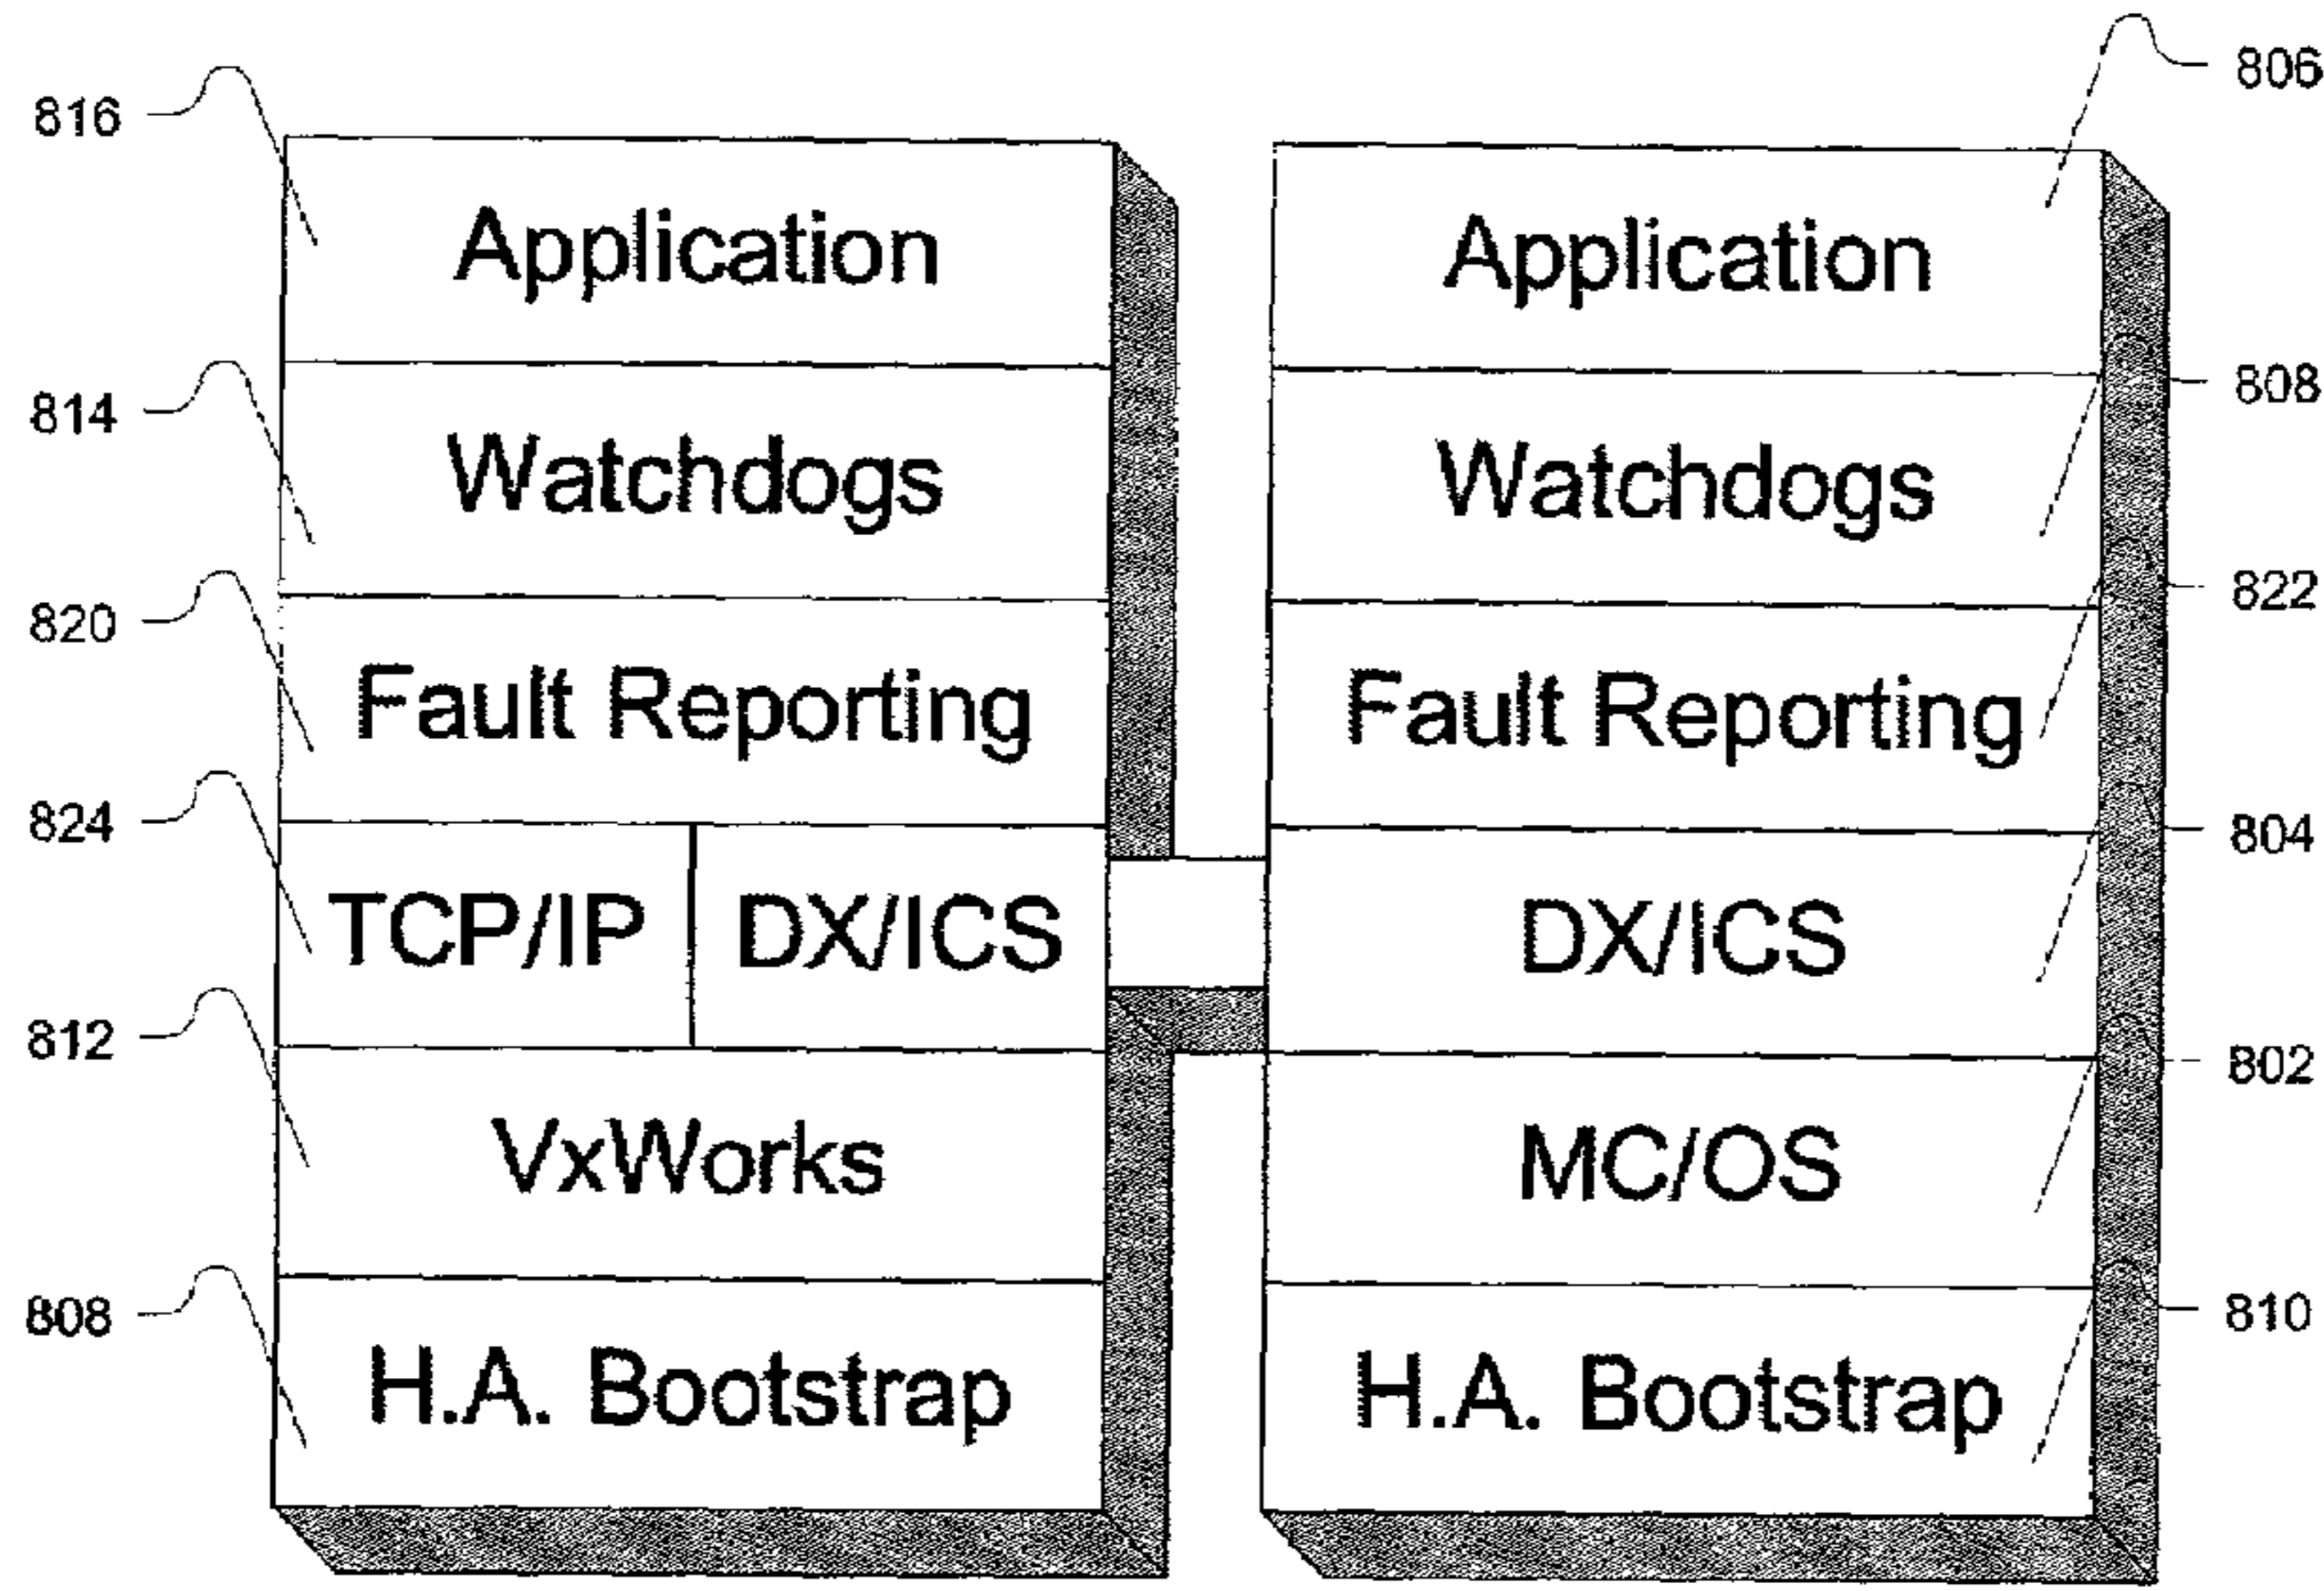 806
816
Application Application
814 808
Watchdogs Watchdogs
820 822
Fault Reporting Fault Reporting
824 804
TCP/IP DX/ICS DX/ICS
812 802
VxWorks MC/OS
808 810
H.A. Bootstrap H.A. Bootstrap